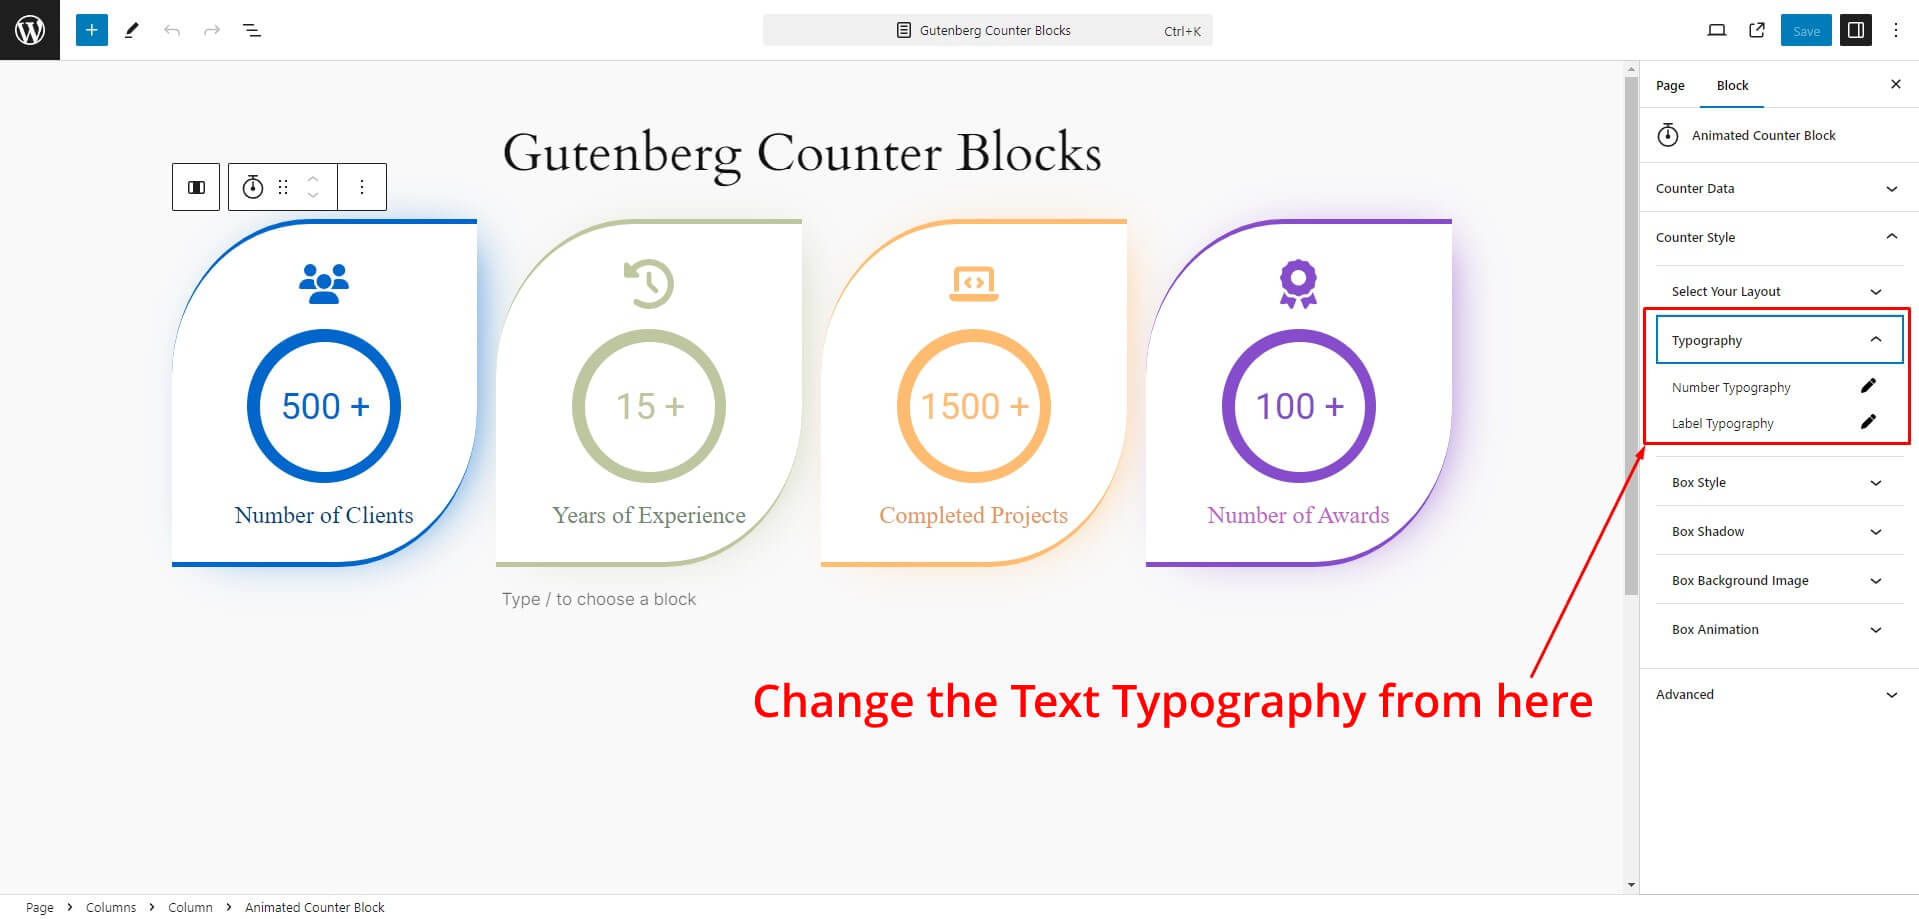 Gutenberg Counter Blocks
Ctrl+K
Save
Page
Block
Animated Counter Block
Gutenberg Counter Blocks
Counter Data
Counter Style
Select Your Layout
Typography
Number Typography
Label Typography
500 +
15 +
1500 +
100 +
Number of Clients
Years of Experience
Completed Projects
Number of Awards
Type / to choose a block
Box Style
Box Shadow
Box Background Image
Box Animation
Advanced
Change the Text Typography from here
Page > Columns > Column > Animated Counter Block